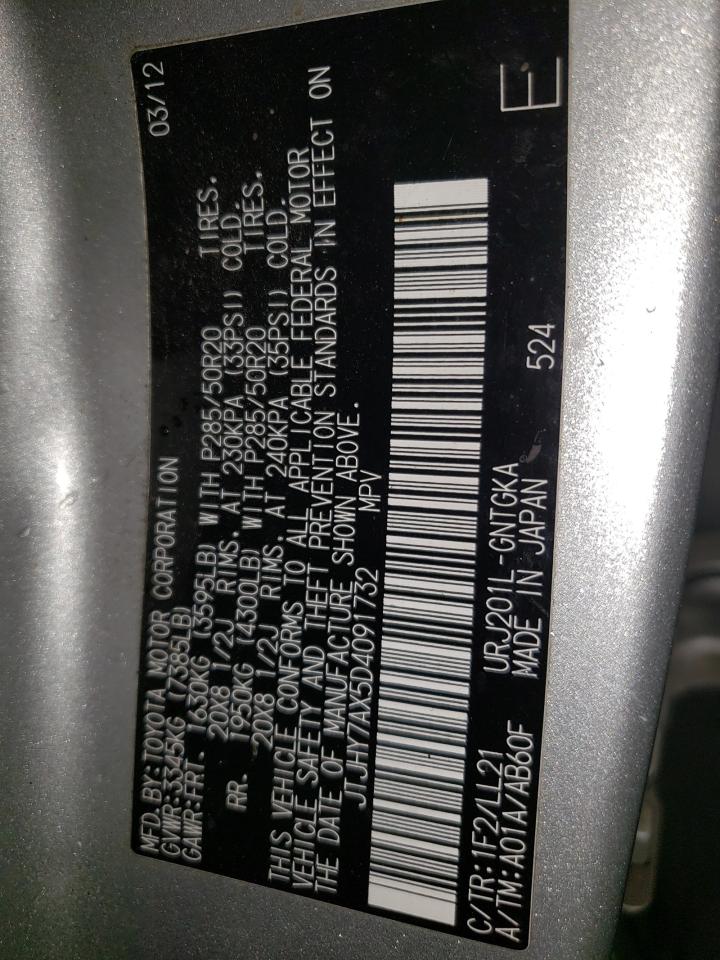 MFD. BY:TOYOTA MOTOR CORPORATION 03/12
GVWR:3345KG (7385LB)
GAWR:FRT. 1630KG (3595LB) WITH P285/50R20 TIRES.
20X8 1/2J RIMS. AT 230KPA (33PSI) COLD.
RR. 1950KG (4300LB) WITH P285/50R20 TIRES.
20X8 1/2J RIMS. AT 240KPA (35PSI) COLD.
THIS VEHICLE CONFORMS TO ALL APPLICABLE FEDERAL MOTOR
VEHICLE SAFETY AND THEFT PREVENTION STANDARDS IN EFFECT ON
THE DATE OF MANUFACTURE SHOWN ABOVE.
JTJHY7AX5D4091732 MPV
C/TR:1F2/LL21 URJ201L-GNTGKA
A/TM:A01A/AB60F MADE IN JAPAN 524 E